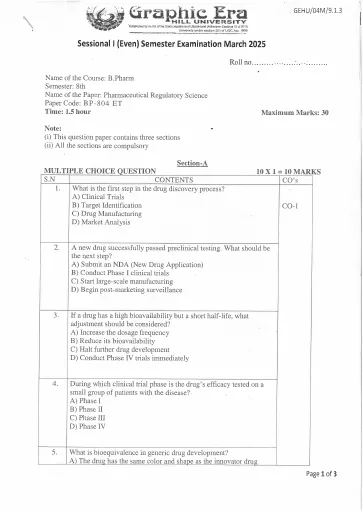 GEHU/04M/9.1.3
Graphic Era
HILL UNIVERSITY
Sessional I (Even) Semester Examination March 2025
Roll no.
Name of the Course: B.Pharm
Semester: 8th
Name of the Paper: Pharmaceutical Regulatory Science
Paper Code: BP-804 ET
Time: 1.5 hour Maximum Marks: 30
Note:
(i) This question paper contains three sections
(ii) All the sections are compulsory
Section-A
MULTIPLE CHOICE QUESTION 10 X 1 = 10 MARKS
S.N CONTENTS CO's
1. What is the first step in the drug discovery process?
A) Clinical Trials
B) Target Identification CO-1
C) Drug Manufacturing
D) Market Analysis
2. A new drug successfully passed preclinical testing. What should be
the next step?
A) Submit an NDA (New Drug Application)
B) Conduct Phase I clinical trials
C) Start large-scale manufacturing
D) Begin post-marketing surveillance
3. If a drug has a high bioavailability but a short half-life, what
adjustment should be considered?
A) Increase the dosage frequency
B) Reduce its bioavailability
C) Halt further drug development
D) Conduct Phase IV trials immediately
4. During which clinical trial phase is the drug's efficacy tested on a
small group of patients with the disease?
A) Phase I
B) Phase II
C) Phase III
D) Phase IV
5. What is bioequivalence in generic drug development?
A) The drug has the same color and shape as the innovator drug
Page 1 of 3